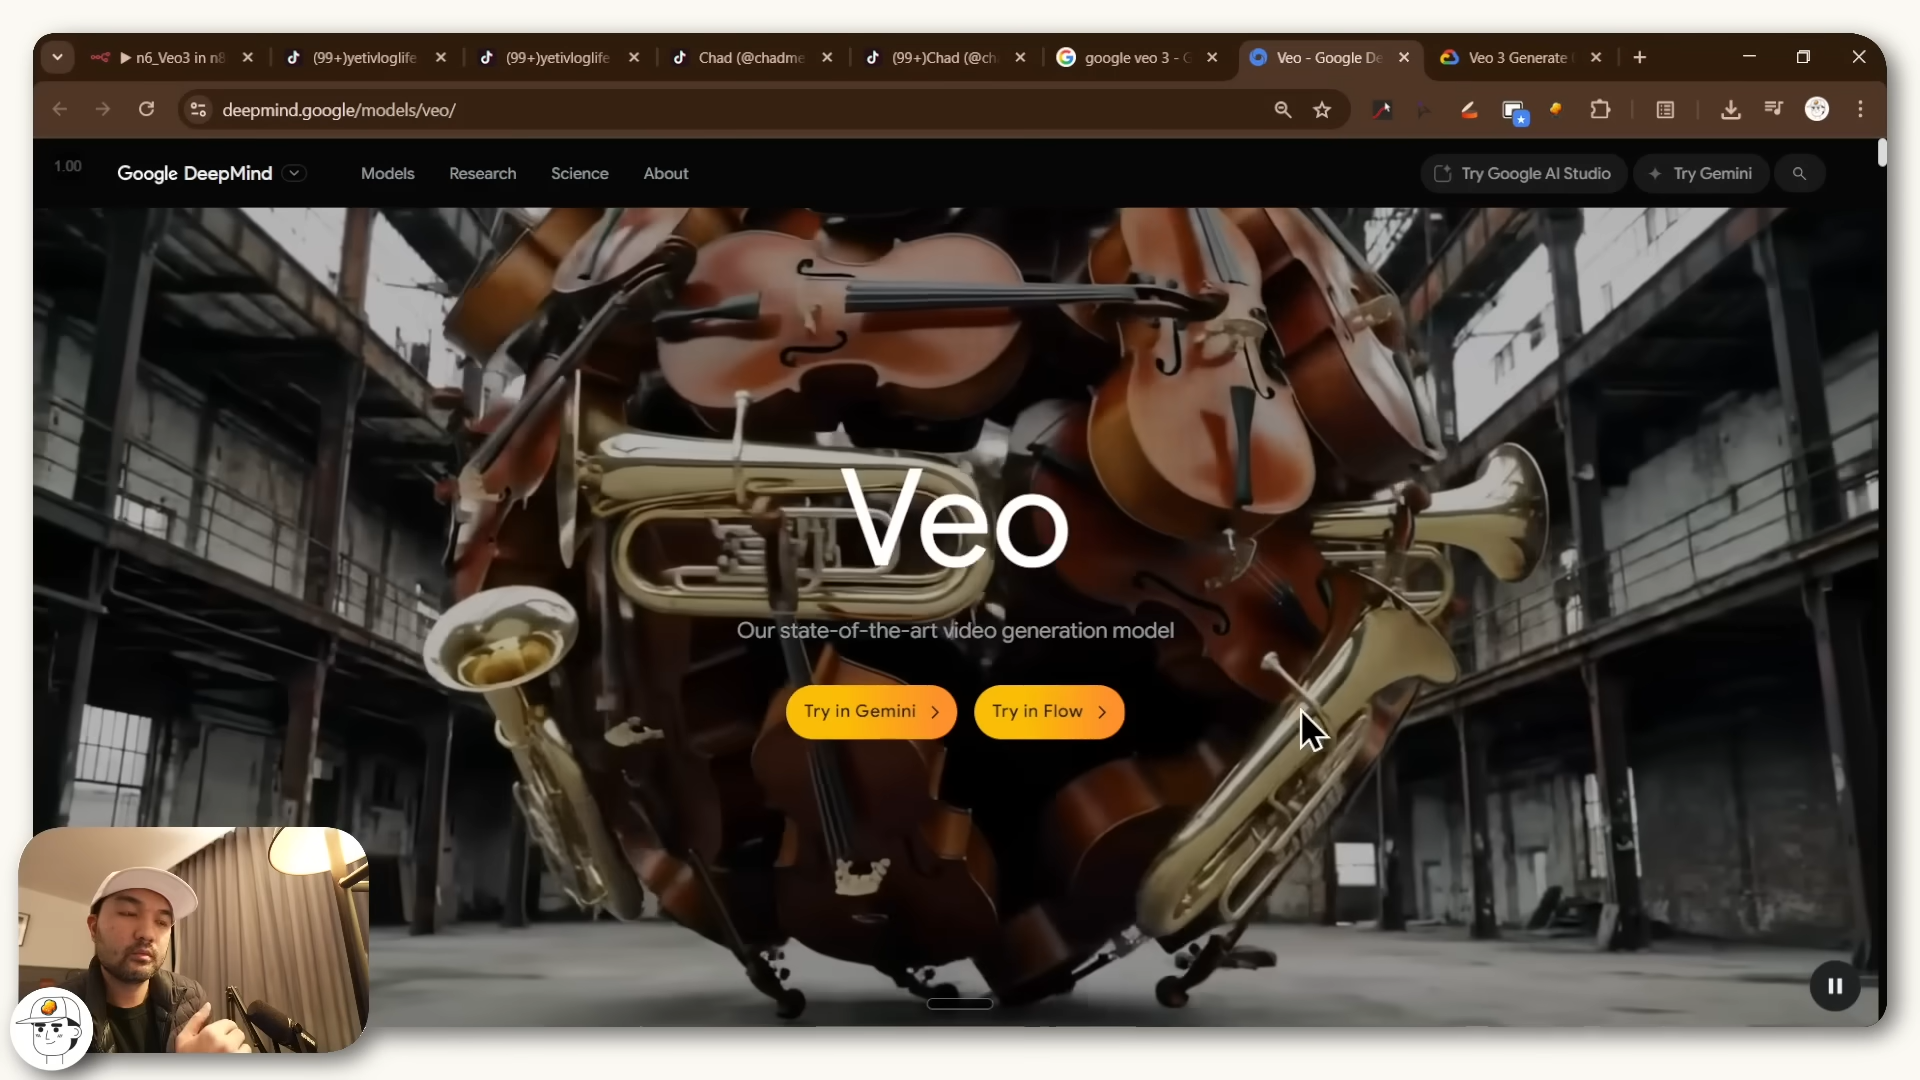 n6_Veo3 in n8
(99+)yetivloglife
(99+)yetivloglife
Chad (@chadme
(99+)Chad (@ch
google veo 3 - G
Veo - Google De
Veo 3 Generate
deepmind.google/models/veo/
1.00
Google DeepMind
Models
Research
Science
About
Try Google AI Studio
Try Gemini
Veo
Our state-of-the-art video generation model
Try in Gemini
Try in Flow